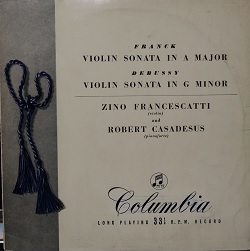 FRANCK
VIOLIN SONATA IN A MAJOR
DEBUSSY
VIOLIN SONATA IN G MINOR
ZINO FRANCESCATTI
(violin)
and
ROBERT CASADESUS
(pianoforte)
Columbia
LONG PLAYING 33⅓ R.P.M. RECORD